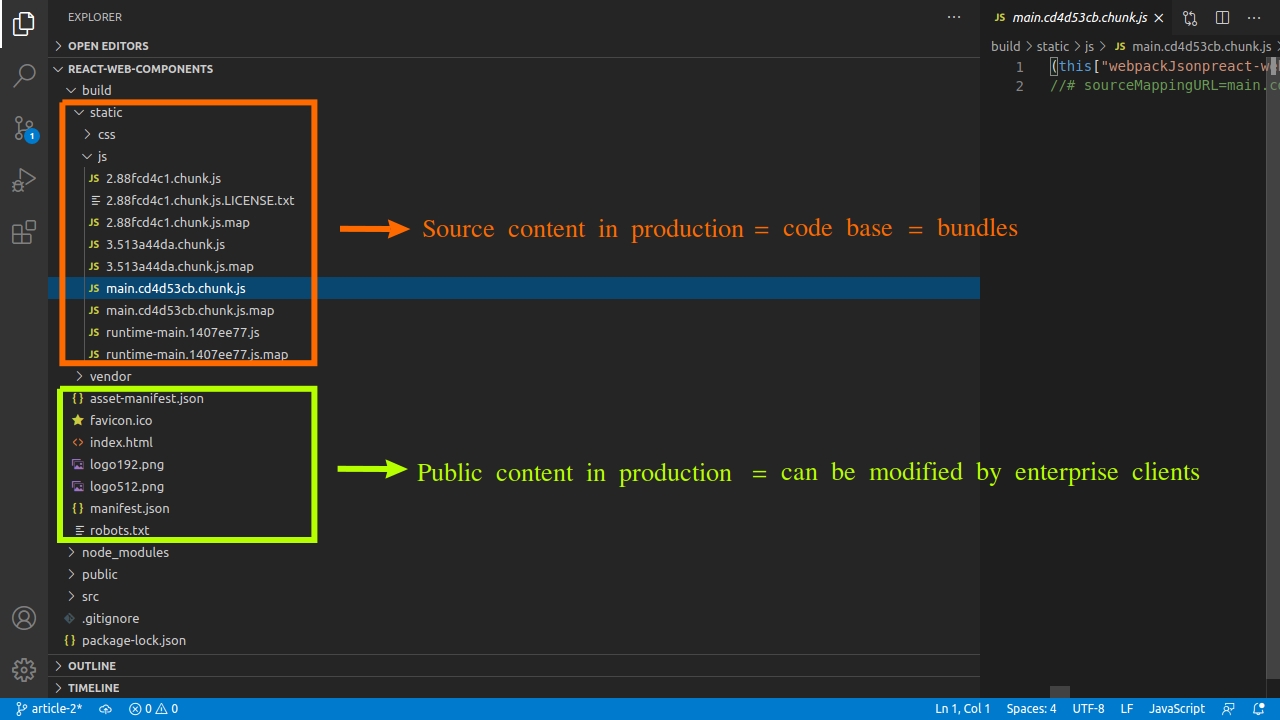 EXPLORER
OPEN EDITORS
REACT-WEB-COMPONENTS
build
static
css
js
JS 2.88fcd4c1.chunk.js
2.88fcd4c1.chunk.js.LICENSE.txt
JS 2.88fcd4c1.chunk.js.map
JS 3.513a44da.chunk.js
JS 3.513a44da.chunk.js.map
JS main.cd4d53cb.chunk.js
JS main.cd4d53cb.chunk.js.map
JS runtime-main.1407ee77.js
JS runtime-main.1407ee77.js.map
vendor
{} asset-manifest.json
favicon.ico
<> index.html
logo192.png
logo512.png
{} manifest.json
robots.txt
node_modules
public
src
.gitignore
{} package-lock.json
OUTLINE
TIMELINE
Source content in production = code base = bundles
Public content in production = can be modified by enterprise clients
JS main.cd4d53cb.chunk.js
build > static > js > JS main.cd4d53cb.chunk.js >
1 (this["webpackJsonpreact-we
2 //# sourceMappingURL=main.c
1
article-2* 0 0 Ln 1, Col 1 Spaces: 4 UTF-8 LF JavaScript